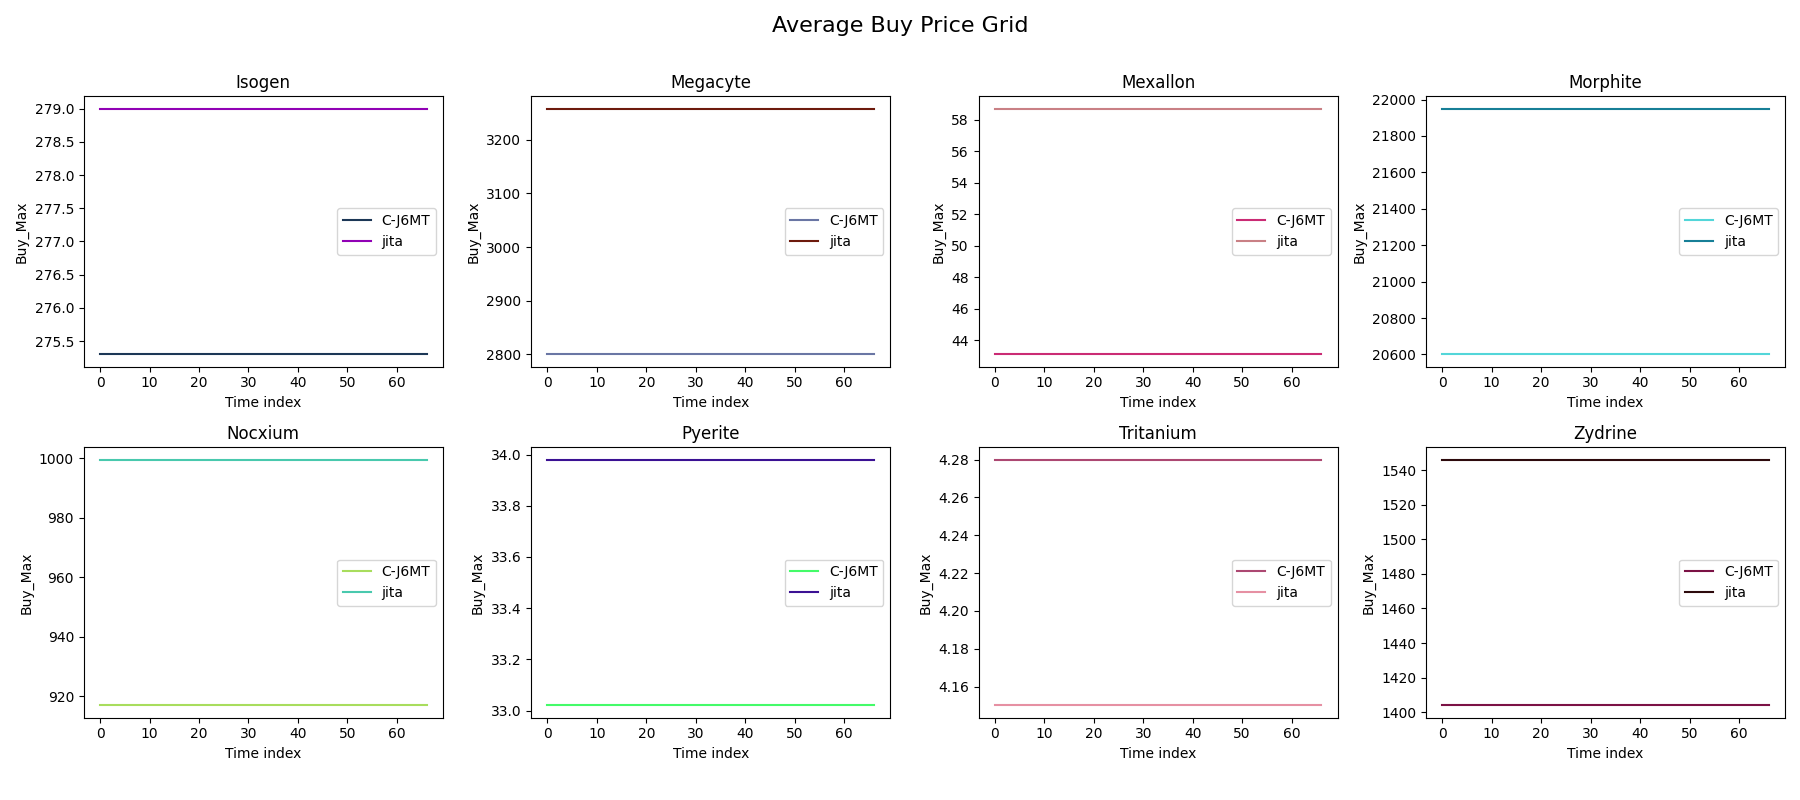 Average Buy Price Grid
Isogen
279.0
278.5
278.0
277.5
277.0
276.5
276.0
275.5
Buy_Max
C-J6MT
jita
0 10 20 30 40 50 60
Time index
Megacyte
3200
3100
3000
2900
2800
Buy_Max
C-J6MT
jita
0 10 20 30 40 50 60
Time index
Mexallon
58
56
54
52
50
48
46
44
Buy_Max
C-J6MT
jita
0 10 20 30 40 50 60
Time index
Morphite
22000
21800
21600
21400
21200
21000
20800
20600
Buy_Max
C-J6MT
jita
0 10 20 30 40 50 60
Time index
Nocxium
1000
980
960
940
920
Buy_Max
C-J6MT
jita
0 10 20 30 40 50 60
Time index
Pyerite
34.0
33.8
33.6
33.4
33.2
33.0
Buy_Max
C-J6MT
jita
0 10 20 30 40 50 60
Time index
Tritanium
4.28
4.26
4.24
4.22
4.20
4.18
4.16
Buy_Max
C-J6MT
jita
0 10 20 30 40 50 60
Time index
Zydrine
1540
1520
1500
1480
1460
1440
1420
1400
Buy_Max
C-J6MT
jita
0 10 20 30 40 50 60
Time index